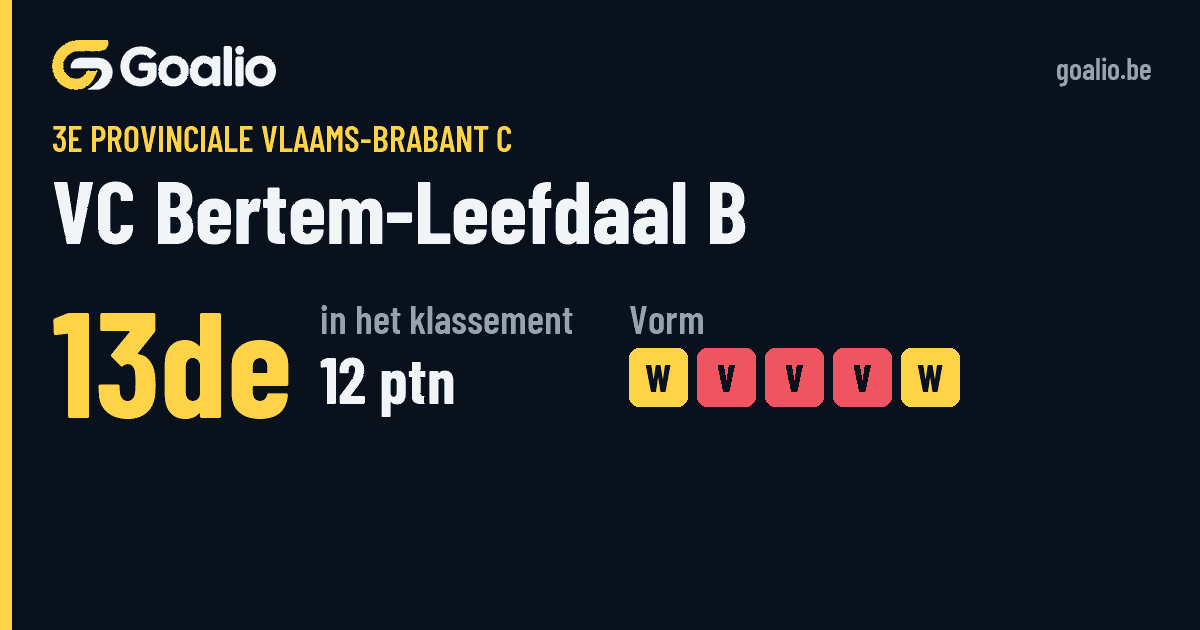 Goalio
goalio.be
3E PROVINCIALE VLAAMS-BRABANT C
VC Bertem-Leefdaal B
13de
in het klassement
12 ptn
Vorm
W V V V W